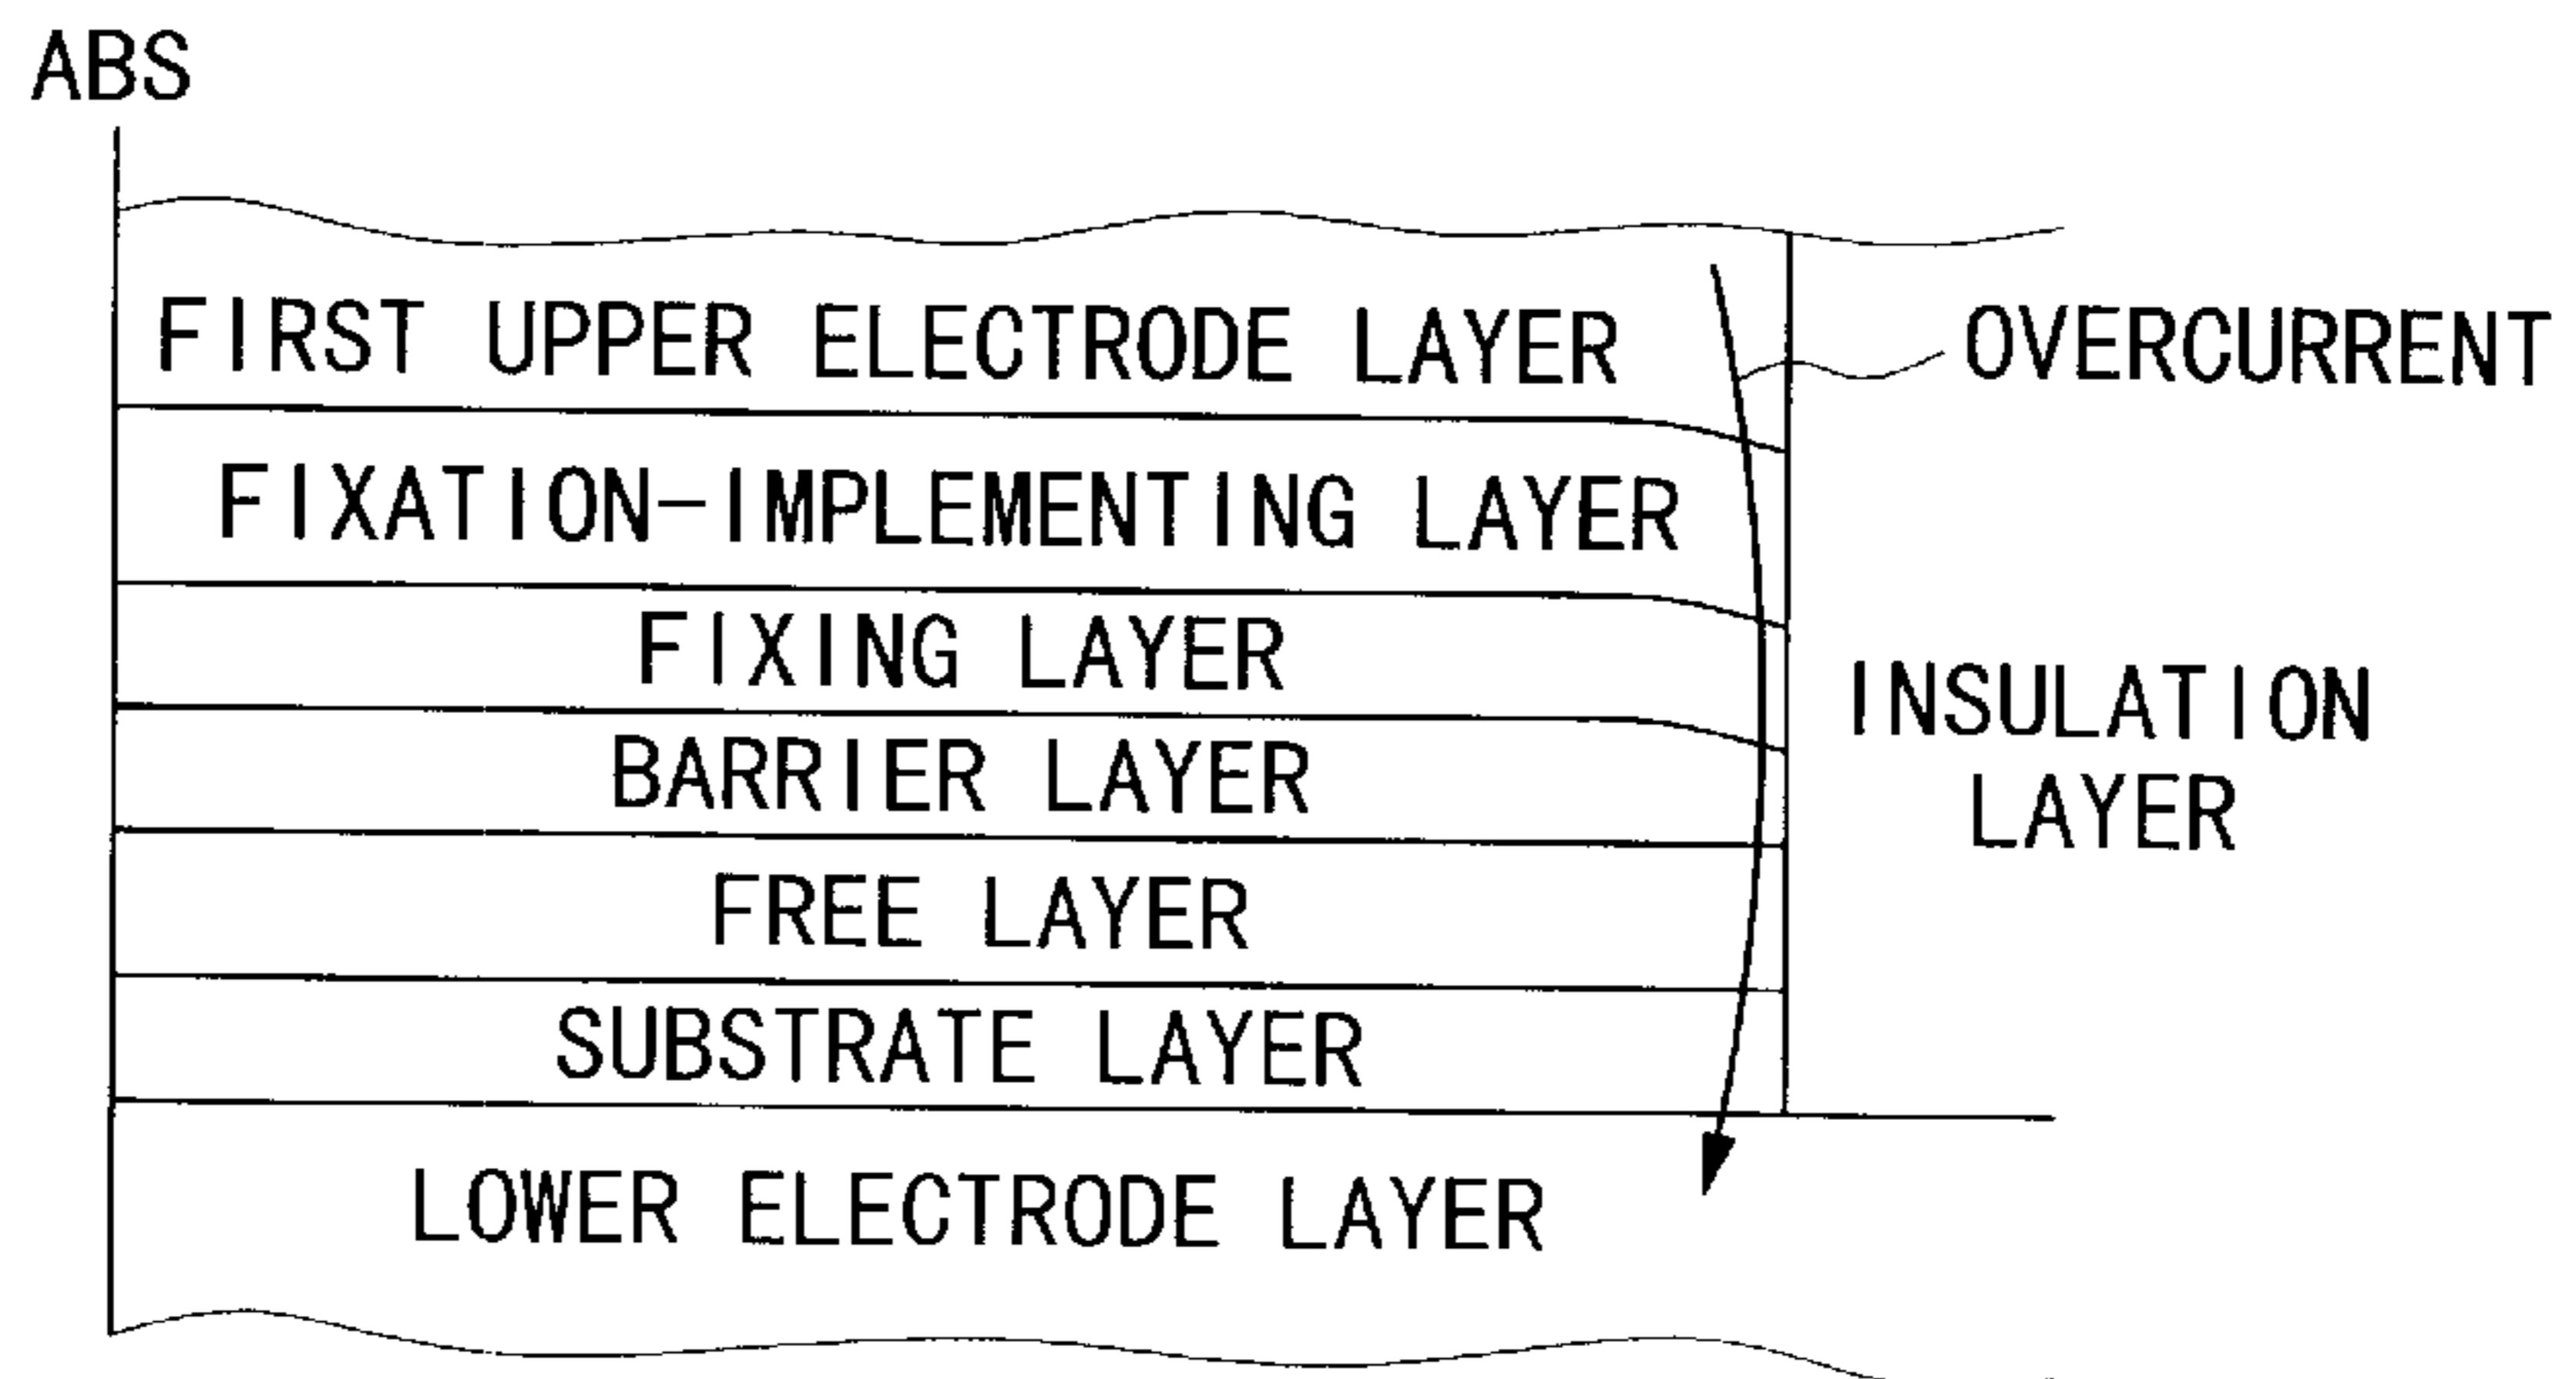 ABS
FIRST UPPER ELECTRODE LAYER
OVERCURRENT
FIXATION-IMPLEMENTING LAYER
FIXING LAYER
INSULATION
LAYER
BARRIER LAYER
FREE LAYER
SUBSTRATE LAYER
LOWER ELECTRODE LAYER